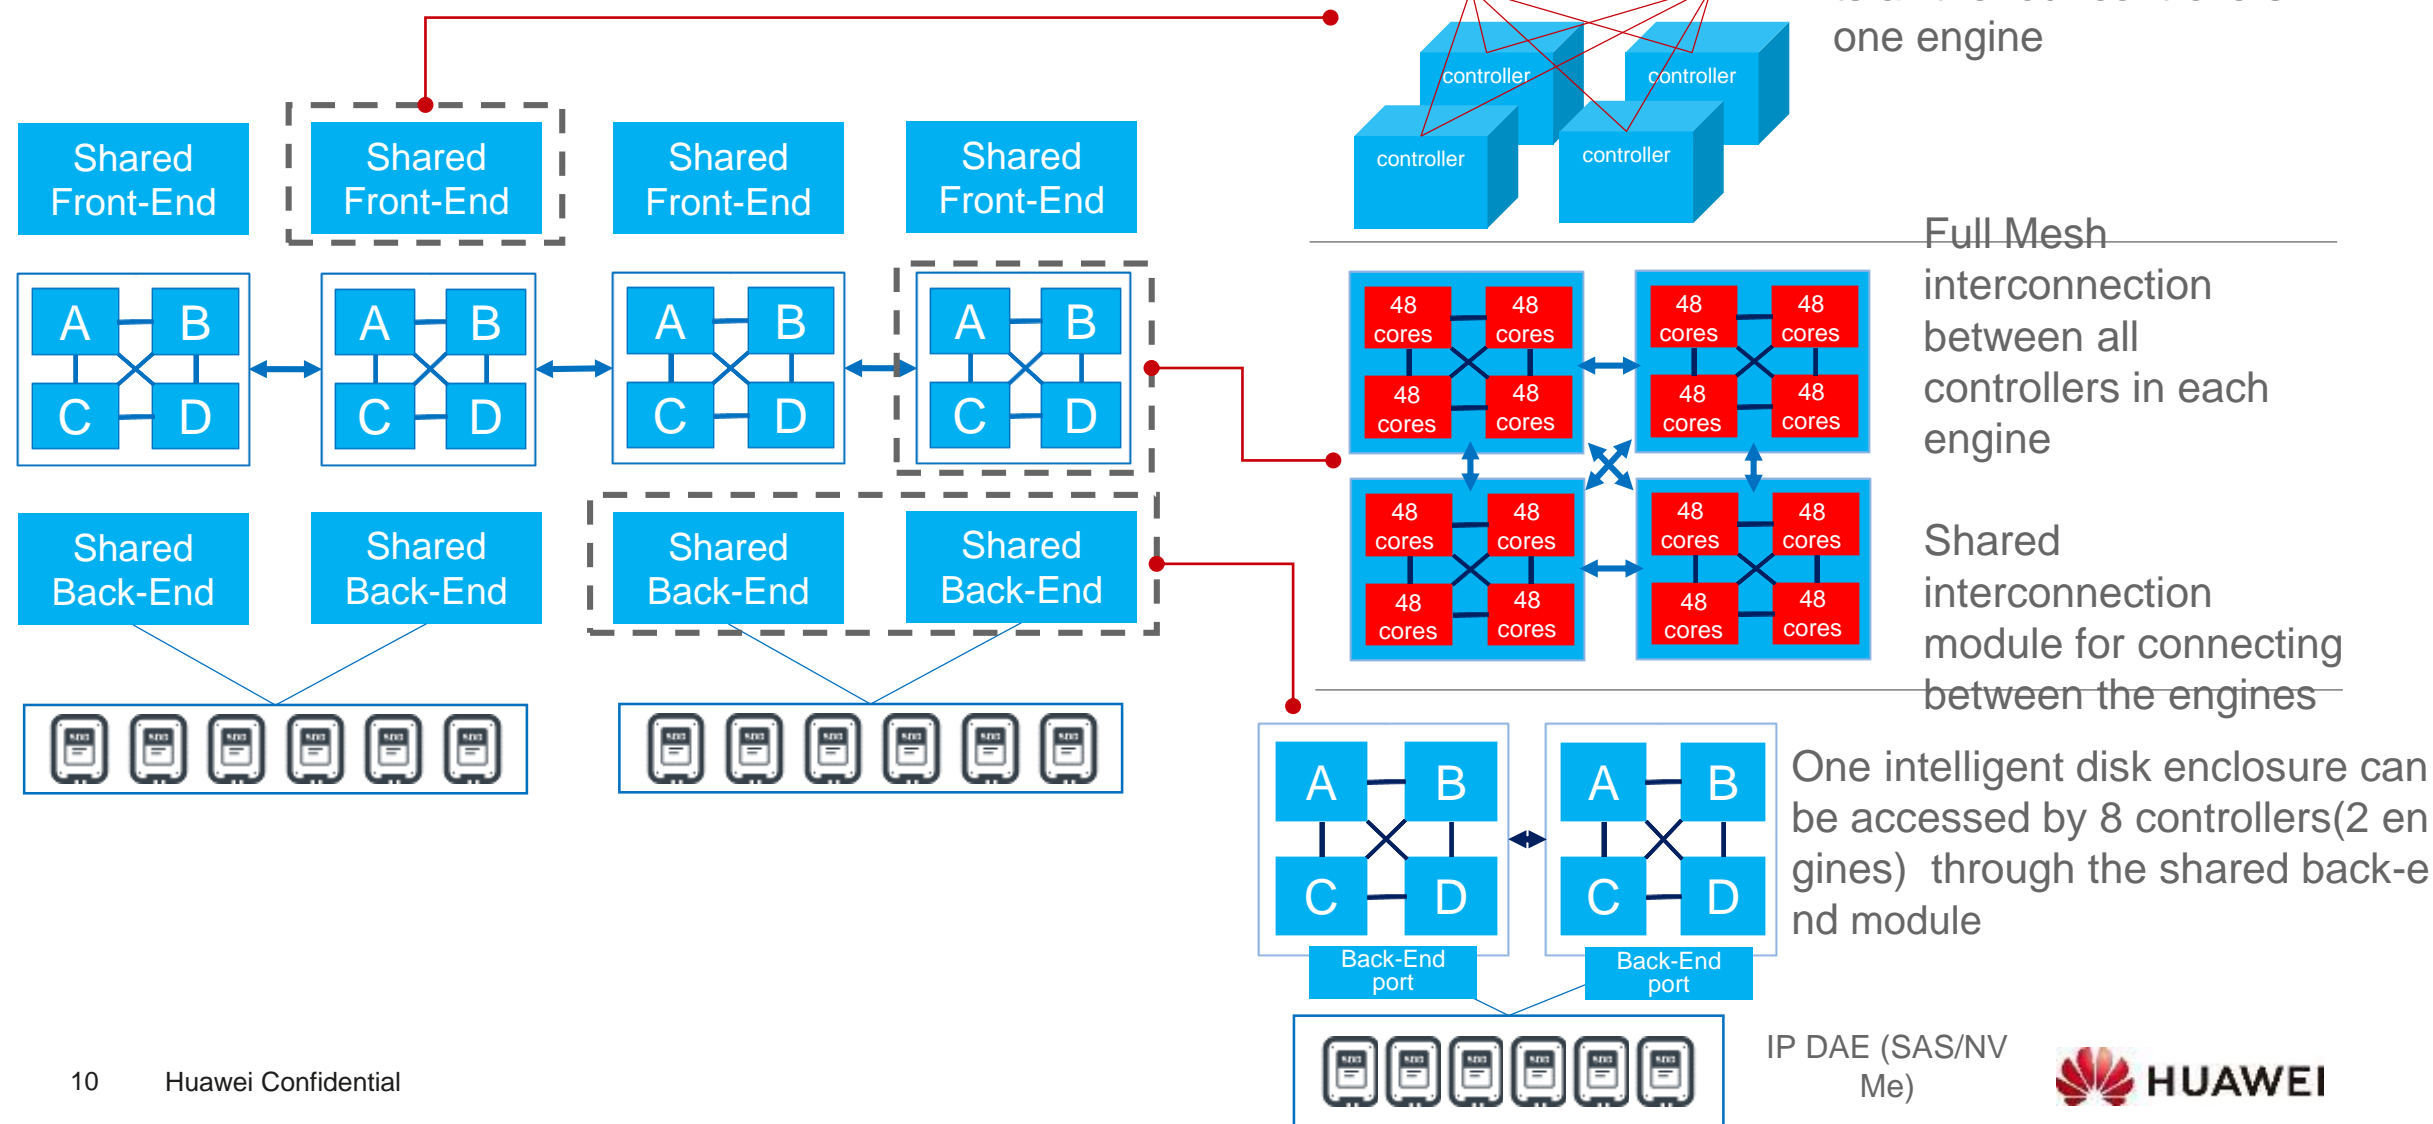 one engine
controller
controller
controller
controller
Shared
Front-End
Shared
Front-End
Shared
Front-End
Shared
Front-End
A B
C D
A B
C D
A B
C D
A B
C D
Shared
Back-End
Shared
Back-End
Shared
Back-End
Shared
Back-End
48
cores
48
cores
48
cores
48
cores
48
cores
48
cores
48
cores
48
cores
48
cores
48
cores
48
cores
48
cores
48
cores
48
cores
48
cores
48
cores
Full Mesh
interconnection
between all
controllers in each
engine
Shared
interconnection
module for connecting
between the engines
A B
C D
A B
C D
Back-End
port
Back-End
port
One intelligent disk enclosure can
be accessed by 8 controllers(2 en
gines) through the shared back-e
nd module
IP DAE (SAS/NV
Me)
10 Huawei Confidential
HUAWEI